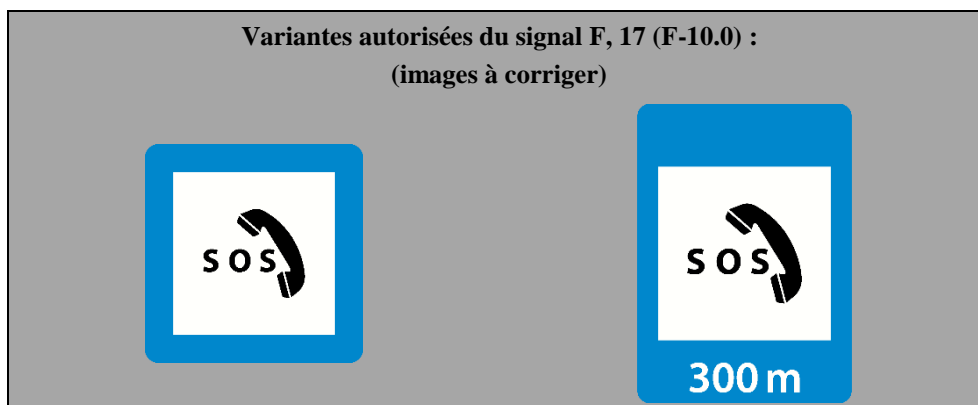 Variantes autorisées du signal F, 17 (F-10.0) :
(images à corriger)
SOS
SOS
300 m